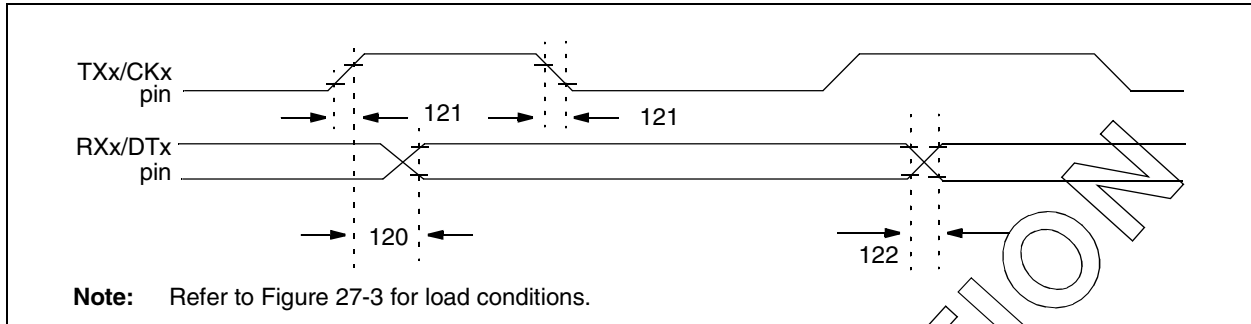 TXx/CKx
pin
121
121
RXx/DTx
pin
120
122
Note: Refer to Figure 27-3 for load conditions.
ION